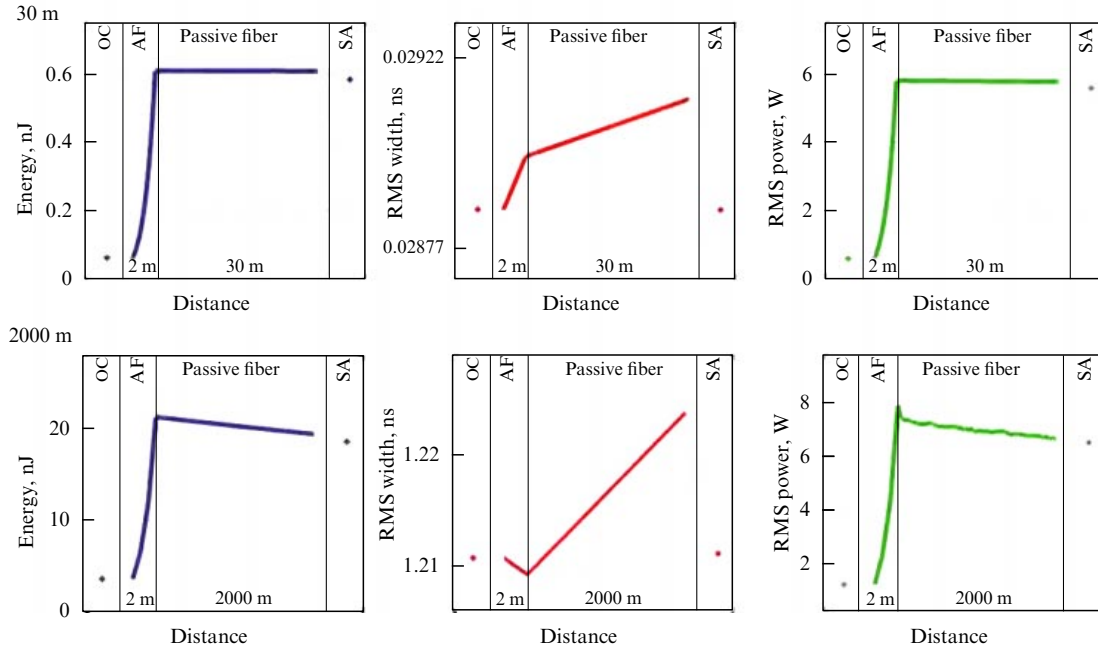 30 m
OC AF Passive fiber SA
0.6
0.4
0.2
0
Energy, nJ
2 m 30 m
Distance
OC AF Passive fiber SA
0.02922
0.02877
RMS width, ns
2 m 30 m
Distance
OC AF Passive fiber SA
6
4
2
0
RMS power, W
2 m 30 m
Distance
2000 m
OC AF Passive fiber SA
20
10
0
Energy, nJ
2 m 2000 m
Distance
OC AF Passive fiber SA
1.22
1.21
RMS width, ns
2 m 2000 m
Distance
OC AF Passive fiber SA
8
6
4
2
RMS power, W
2 m 2000 m
Distance